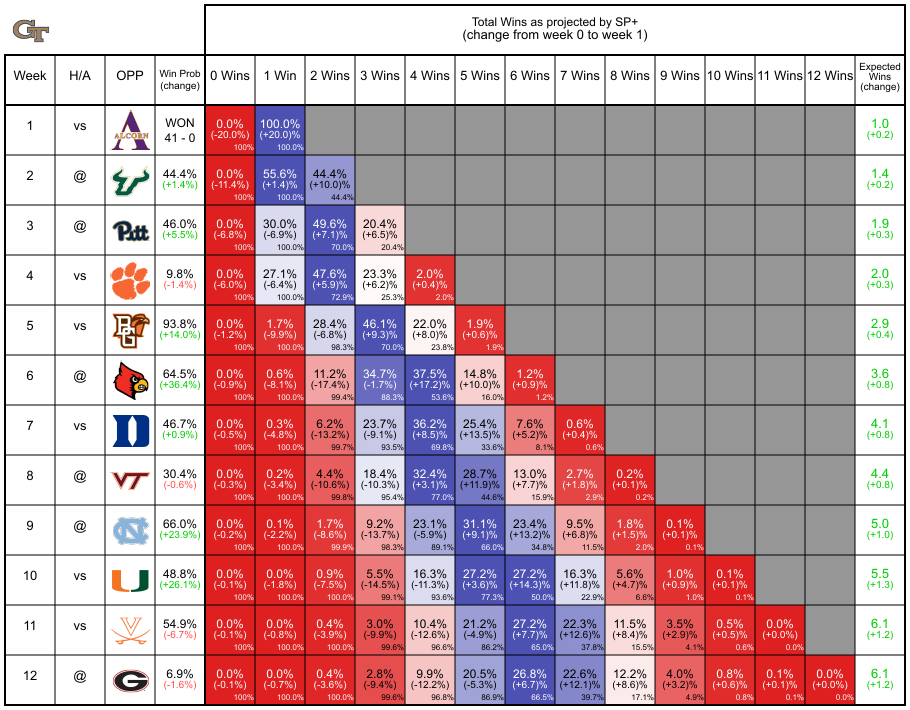 GT
Total Wins as projected by SP+
(change from week 0 to week 1)
Week H/A OPP Win Prob (change) 0 Wins 1 Win 2 Wins 3 Wins 4 Wins 5 Wins 6 Wins 7 Wins 8 Wins 9 Wins 10 Wins 11 Wins 12 Wins Expected Wins (change)
1 vs A ALCORN WON 41 - 0 0.0% (-20.0%) 100% 100.0% (+20.0)% 100.0% 1.0 (+0.2)
2 @ 44.4% (+1.4%) 0.0% (-11.4%) 100% 55.6% (+1.4)% 100.0% 44.4% (+10.0)% 44.4% 1.4 (+0.2)
3 @ Pitt 46.0% (+5.5%) 0.0% (-6.8%) 100% 30.0% (-6.9%) 100.0% 49.6% (+7.1)% 70.0% 20.4% (+6.5)% 20.4% 1.9 (+0.3)
4 vs 9.8% (-1.4%) 0.0% (-6.0%) 100% 27.1% (-6.4%) 100.0% 47.6% (+5.9)% 72.9% 23.3% (+6.2)% 25.3% 2.0% (+0.4)% 2.0% 2.0 (+0.3)
5 vs BG 93.8% (+14.0%) 0.0% (-1.2%) 100% 1.7% (-9.9%) 100.0% 28.4% (-6.8%) 98.3% 46.1% (+9.3)% 70.0% 22.0% (+8.0)% 23.8% 1.9% (+0.6)% 1.9% 2.9 (+0.4)
6 @ 64.5% (+36.4%) 0.0% (-0.9%) 100% 0.6% (-8.1%) 100.0% 11.2% (-17.4%) 99.4% 34.7% (-1.7%) 88.3% 37.5% (+17.2)% 53.6% 14.8% (+10.0)% 16.0% 1.2% (+0.9)% 1.2% 3.6 (+0.8)
7 vs D 46.7% (+0.9%) 0.0% (-0.5%) 100% 0.3% (-4.8%) 100.0% 6.2% (-13.2%) 99.7% 23.7% (-9.1%) 93.5% 36.2% (+8.5)% 69.8% 25.4% (+13.5)% 33.6% 7.6% (+5.2)% 8.1% 0.6% (+0.4)% 0.6% 4.1 (+0.8)
8 @ VT 30.4% (-0.6%) 0.0% (-0.3%) 100% 0.2% (-3.4%) 100.0% 4.4% (-10.6%) 99.8% 18.4% (-10.3%) 95.4% 32.4% (+3.1)% 77.0% 28.7% (+11.9)% 44.6% 13.0% (+7.7)% 15.9% 2.7% (+1.8)% 2.9% 0.2% (+0.1)% 0.2% 4.4 (+0.8)
9 @ NC 66.0% (+23.9%) 0.0% (-0.2%) 100% 0.1% (-2.2%) 100.0% 1.7% (-8.6%) 99.9% 9.2% (-13.7%) 98.3% 23.1% (-5.9%) 89.1% 31.1% (+9.1)% 66.0% 23.4% (+13.2)% 34.8% 9.5% (+6.8)% 11.5% 1.8% (+1.5)% 2.0% 0.1% (+0.1)% 0.1% 5.0 (+1.0)
10 vs U 48.8% (+26.1%) 0.0% (-0.1%) 100% 0.0% (-1.8%) 100.0% 0.9% (-7.5%) 100.0% 5.5% (-14.5%) 99.1% 16.3% (-11.3%) 93.6% 27.2% (+3.6)% 77.3% 27.2% (+14.3)% 50.0% 16.3% (+11.8)% 22.9% 5.6% (+4.7)% 6.6% 1.0% (+0.9)% 1.0% 0.1% (+0.1)% 0.1% 5.5 (+1.3)
11 vs V 54.9% (-6.7%) 0.0% (-0.1%) 100% 0.0% (-0.8%) 100.0% 0.4% (-3.9%) 100.0% 3.0% (-9.9%) 99.6% 10.4% (-12.6%) 96.6% 21.2% (-4.9%) 86.2% 27.2% (+7.7)% 65.0% 22.3% (+12.6)% 37.8% 11.5% (+8.4)% 15.5% 3.5% (+2.9)% 4.1% 0.5% (+0.5)% 0.6% 0.0% (+0.0)% 0.0% 6.1 (+1.2)
12 @ G 6.9% (-1.6%) 0.0% (-0.1%) 100% 0.0% (-0.7%) 100.0% 0.4% (-3.6%) 100.0% 2.8% (-9.4%) 99.6% 9.9% (-12.2%) 96.8% 20.5% (-5.3%) 86.9% 26.8% (+6.7)% 66.5% 22.6% (+12.1)% 39.7% 12.2% (+8.6)% 17.1% 4.0% (+3.2)% 4.9% 0.8% (+0.6)% 0.8% 0.1% (+0.1)% 0.1% 0.0% (+0.0)% 0.0% 6.1 (+1.2)